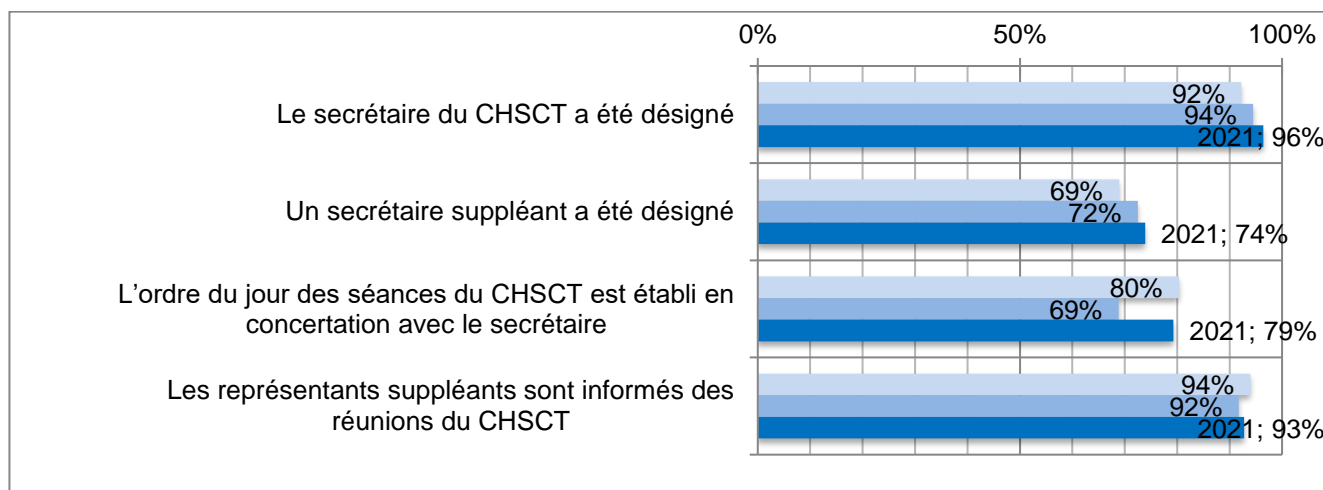 0% 50% 100%
Le secrétaire du CHSCT a été désigné
92%
94%
2021; 96%
Un secrétaire suppléant a été désigné
69%
72%
2021; 74%
L'ordre du jour des séances du CHSCT est établi en
concertation avec le secrétaire
80%
69%
2021; 79%
Les représentants suppléants sont informés des
réunions du CHSCT
94%
92%
2021; 93%